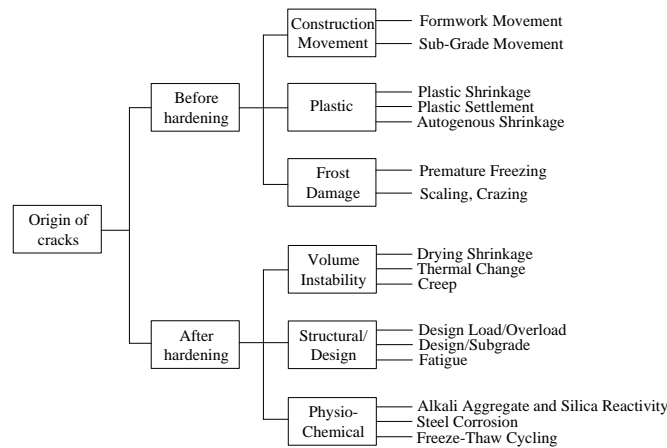 Origin of
cracks
Before
hardening
Construction
Movement
Formwork Movement
Sub-Grade Movement
Plastic
Plastic Shrinkage
Plastic Settlement
Autogenous Shrinkage
Frost
Damage
Premature Freezing
Scaling, Crazing
After
hardening
Volume
Instability
Drying Shrinkage
Thermal Change
Creep
Structural/
Design
Design Load/Overload
Design/Subgrade
Fatigue
Physio-
Chemical
Alkali Aggregate and Silica Reactivity
Steel Corrosion
Freeze-Thaw Cycling